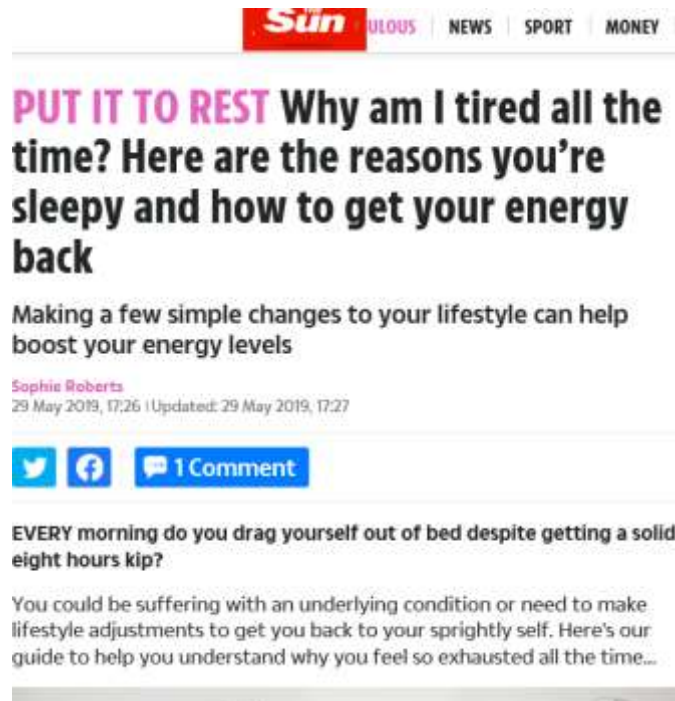 Sun
ULOUS NEWS SPORT MONEY
PUT IT TO REST Why am I tired all the
time? Here are the reasons you're
sleepy and how to get your energy
back
Making a few simple changes to your lifestyle can help
boost your energy levels
Sophie Roberts
29 May 2019, 17:26 | Updated: 29 May 2019, 17:27
1 Comment
EVERY morning do you drag yourself out of bed despite getting a solid
eight hours kip?
You could be suffering with an underlying condition or need to make
lifestyle adjustments to get you back to your sprightly self. Here's our
guide to help you understand why you feel so exhausted all the time...